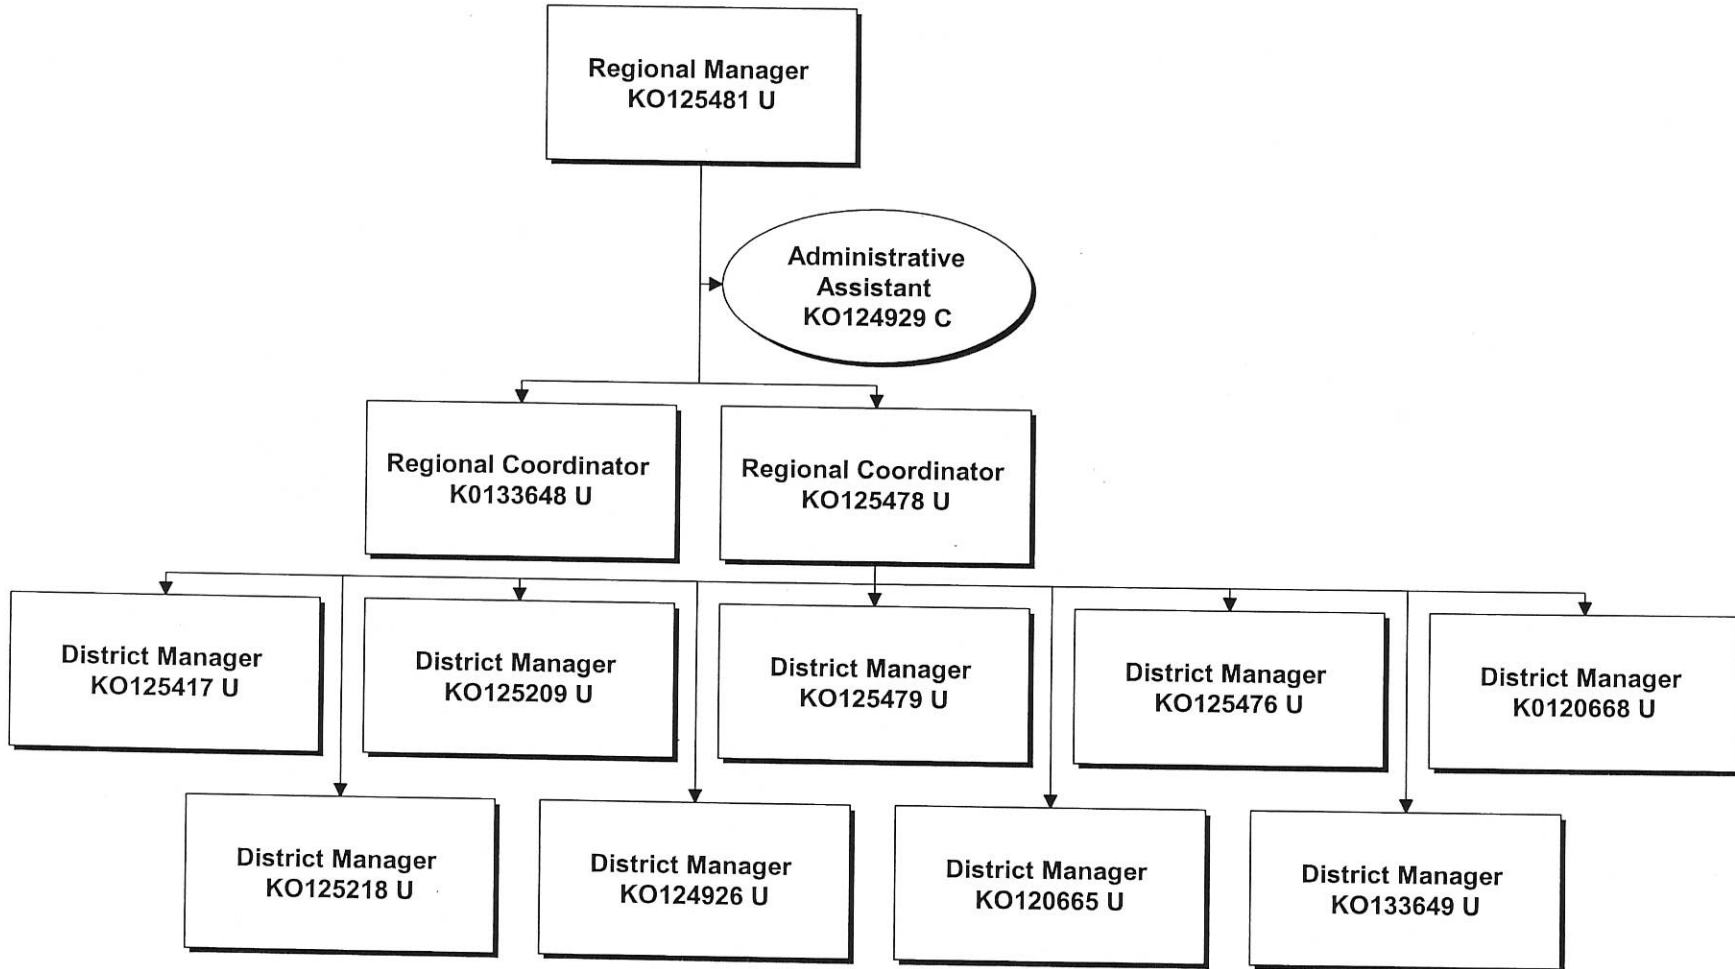 Regional Manager
KO125481 U
Administrative
Assistant
KO124929 C
Regional Coordinator
K0133648 U
Regional Coordinator
KO125478 U
District Manager
KO125417 U
District Manager
KO125209 U
District Manager
KO125479 U
District Manager
KO125476 U
District Manager
K0120668 U
District Manager
KO125218 U
District Manager
KO124926 U
District Manager
KO120665 U
District Manager
KO133649 U